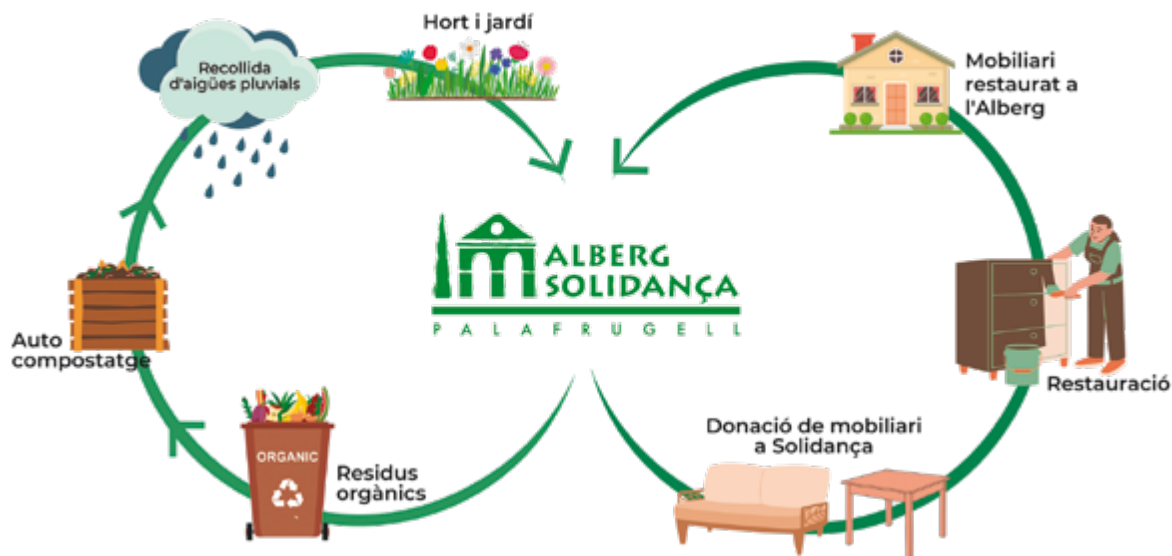 Hort i jardí
Recollida
d'aigües pluvials
Mobiliari
restaurat a
l'Alberg
ALBERG
SOLIDANÇA
PALAFRUGELL
Auto
compostatge
Restauració
Donació de mobiliari
a Solidança
ORGANIC
Residus
orgànics